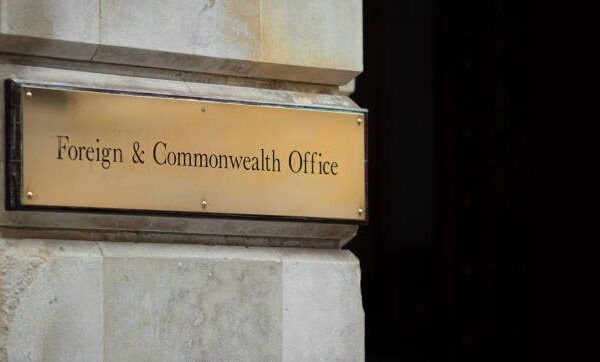 Foreign & Commonwealth Office